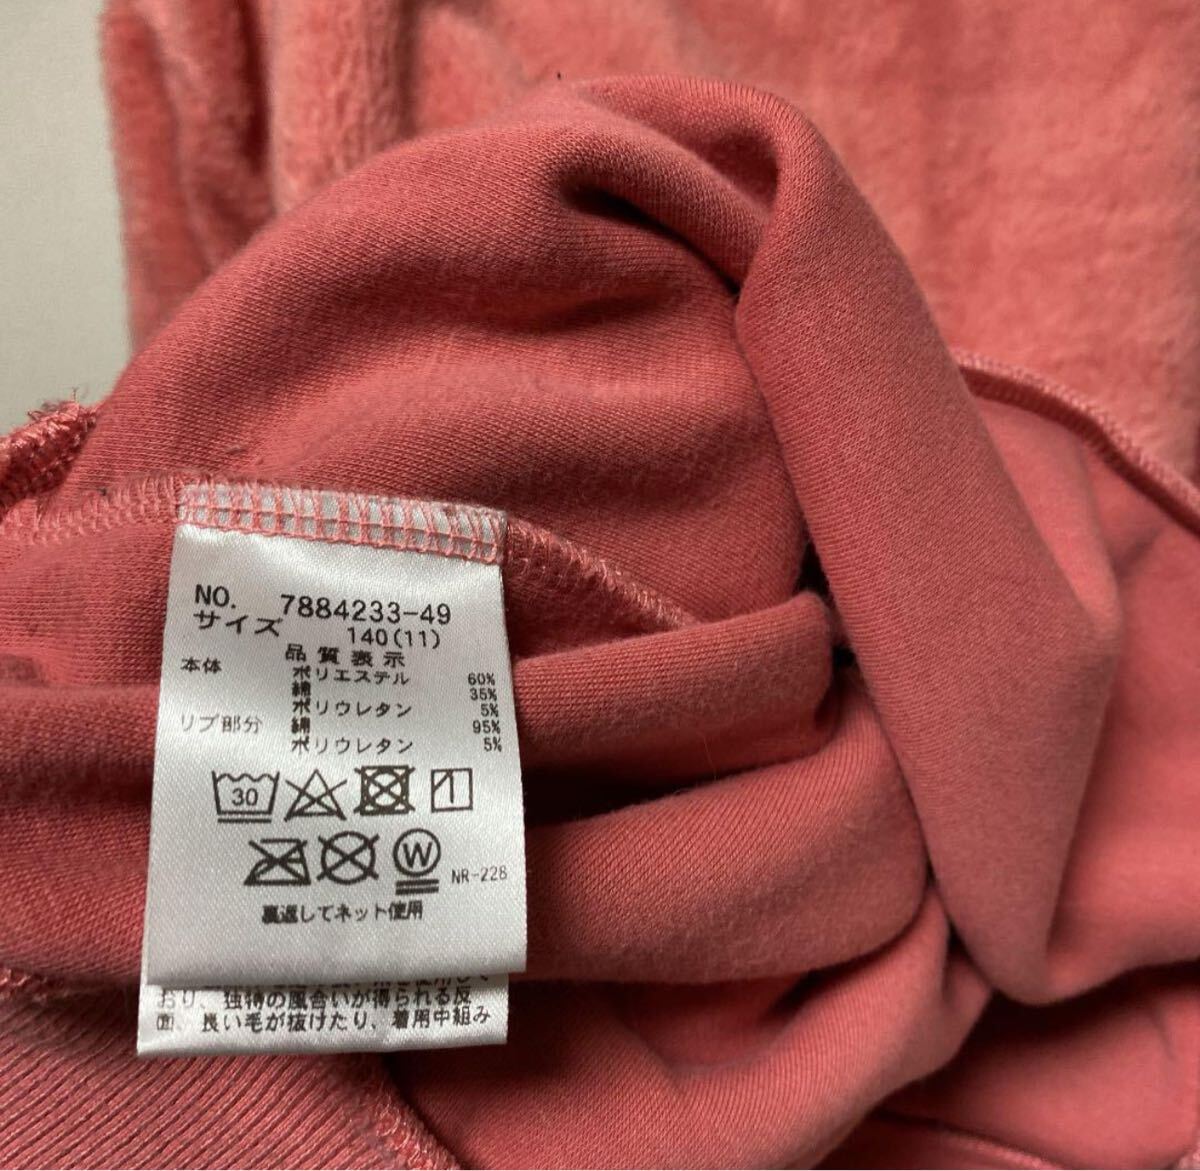 NO. 7884233-49
サイズ 140(11)
品質表示
本体 ポリエステル 60%
綿 35%
ポリウレタン 5%
リブ部分 綿 95%
ポリウレタン 5%
30
W
NR-228
裏返してネット使用
おり、独特の風合いが得られる反
面、長い毛が抜けたり、着用中組み